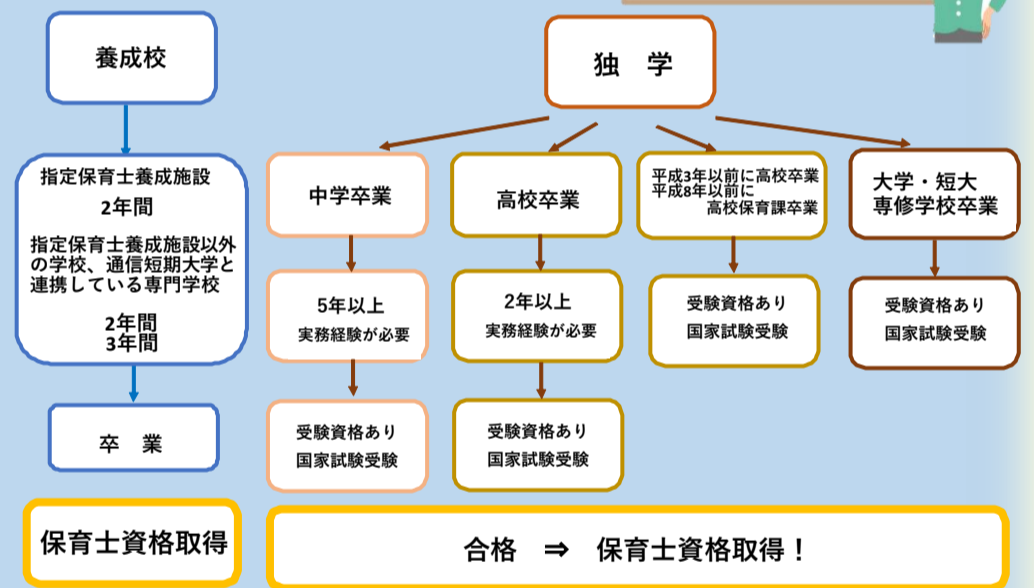 養成校
指定保育士養成施設
2年間
指定保育士養成施設以外
の学校、通信短期大学と
連携している専門学校
2年間
3年間
卒　業
保育士資格取得
独　学
中学卒業
5年以上
実務経験が必要
受験資格あり
国家試験受験
高校卒業
2年以上
実務経験が必要
受験資格あり
国家試験受験
平成3年以前に高校卒業
平成8年以前に
高校保育課卒業
受験資格あり
国家試験受験
大学・短大
専修学校卒業
受験資格あり
国家試験受験
合格　⇒　保育士資格取得！